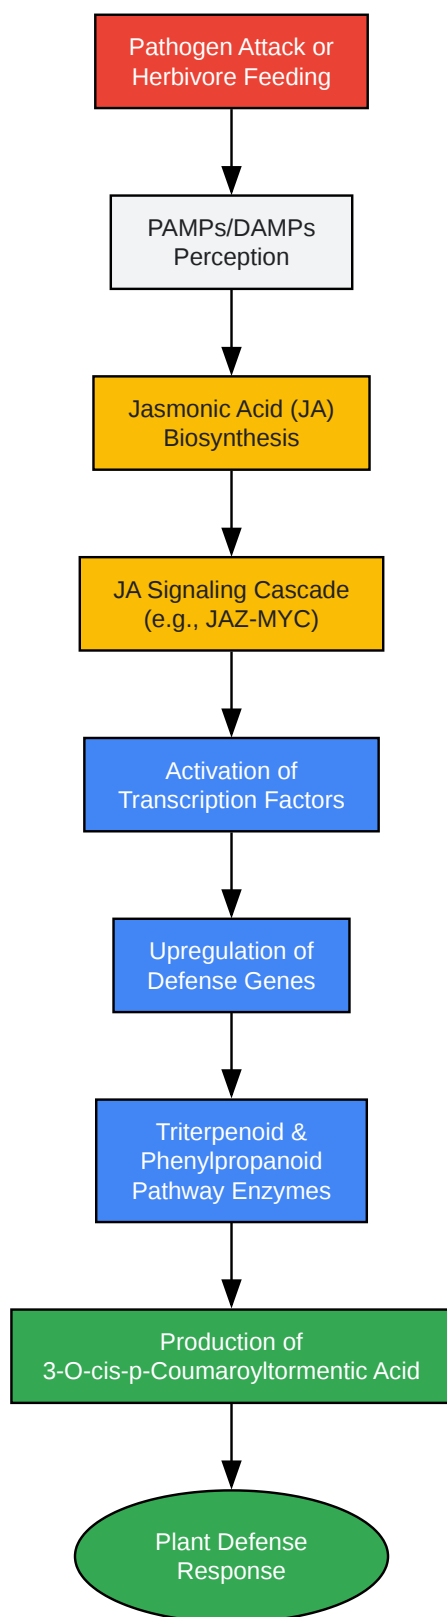 Pathogen Attack or
Herbivore Feeding
PAMPs/DAMPs
Perception
Jasmonic Acid (JA)
Biosynthesis
JA Signaling Cascade
(e.g., JAZ-MYC)
Activation of
Transcription Factors
Upregulation of
Defense Genes
Triterpenoid &
Phenylpropanoid
Pathway Enzymes
Production of
3-O-cis-p-Coumaroyltormentic Acid
Plant Defense
Response